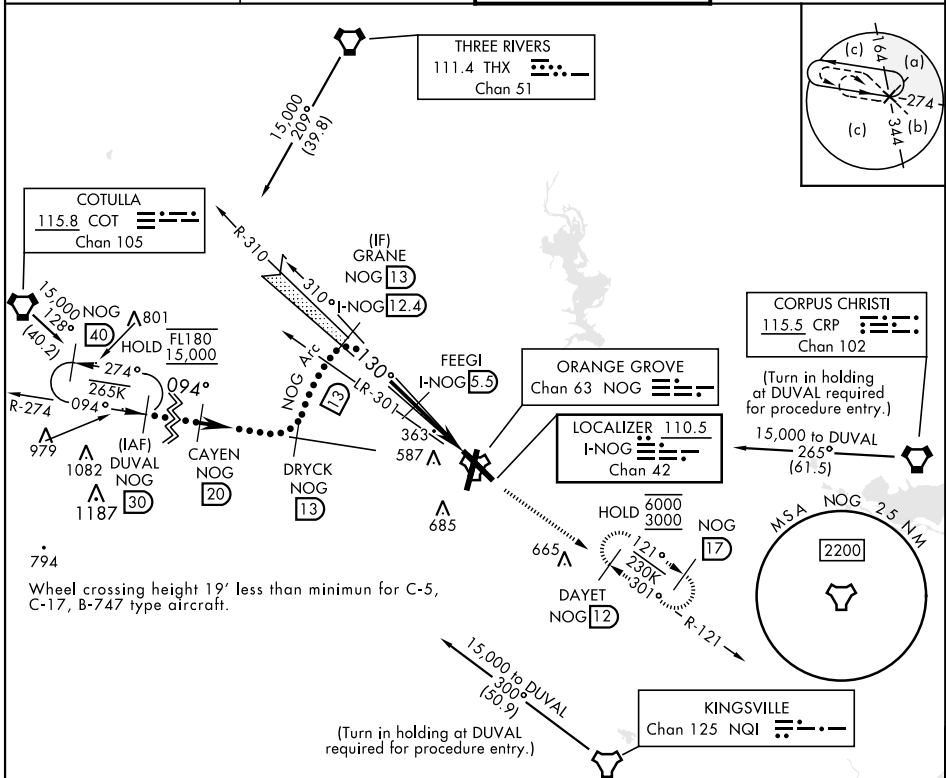 THREE RIVERS
111.4 THX
Chan 51
15,000
209°
(39.8)
164
(c)
(a)
274
(c)
(b)
344
COTULLA
115.8 COT
Chan 105
R-310
310°
(IF)
GRANE
NOG 13
I-NOG 12.4
15,000
128°
(40.2)
NOG
40
801
HOLD
FL180
15,000
274°
265K
094°
094°
R-274
NOG Arc
13
LR-301
130°
FEEGI
I-NOG 5.5
363
587
ORANGE GROVE
Chan 63 NOG
LOCALIZER 110.5
I-NOG
Chan 42
CORPUS CHRISTI
115.5 CRP
Chan 102
(Turn in holding
at DUVAL required
for procedure entry.)
15,000 to DUVAL
265°
(61.5)
979
1082
1187
(IAF)
DUVAL
NOG
30
CAYEN
NOG
20
DRYCK
NOG
13
685
HOLD
6000
3000
NOG
17
665
121°
230K
301°
DAYET
NOG 12
R-121
MSA NOG 25 NM
2200
794
Wheel crossing height 19' less than minimun for C-5,
C-17, B-747 type aircraft.
15,000 to DUVAL
300°
(50.9)
(Turn in holding at DUVAL
required for procedure entry.)
KINGSVILLE
Chan 125 NQI